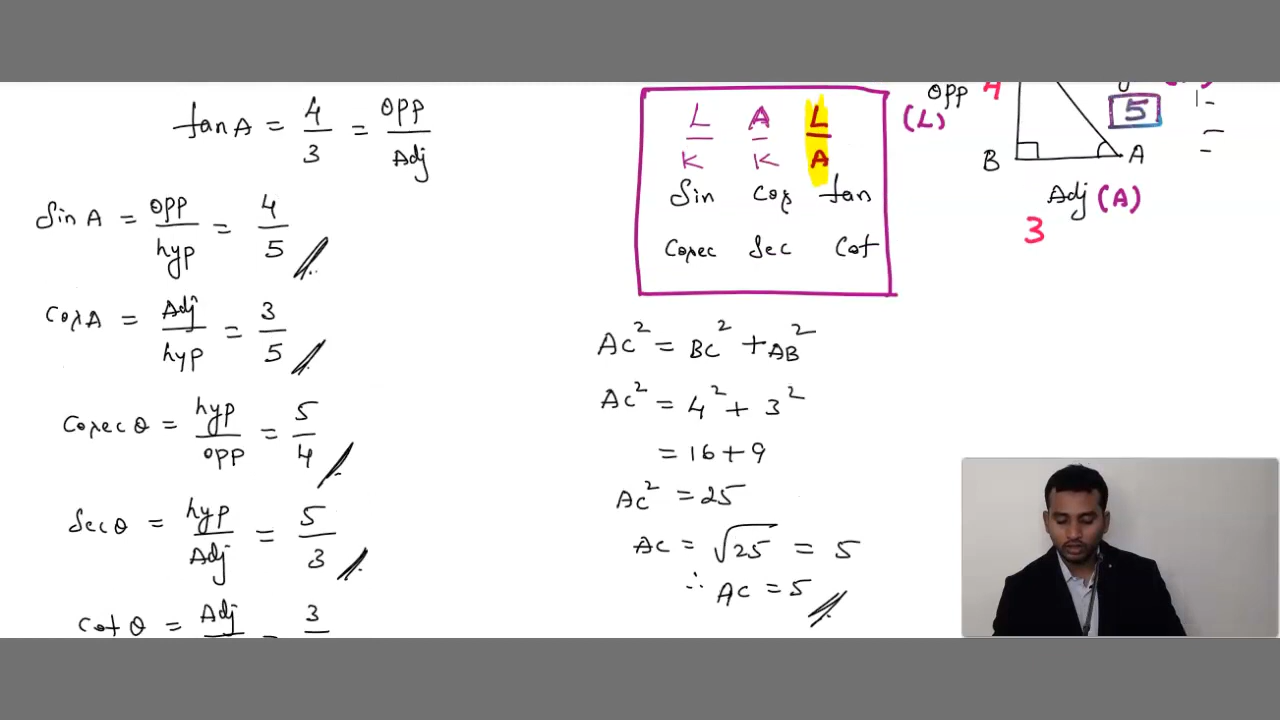 tan A = 4/3 = opp/Adj
Sin A = opp/hyp = 4/5
Cos A = Adj/hyp = 3/5
Cosec θ = hyp/opp = 5/4
Sec θ = hyp/Adj = 5/3
Cot θ = Adj = 3
L/K A/K L/A
Sin Cos tan
Cosec Sec Cot
AC² = BC² + AB²
AC² = 4² + 3²
= 16 + 9
AC² = 25
AC = √25 = 5
∴ AC = 5
opp 4
(L)
5
B A
Adj (A)
3